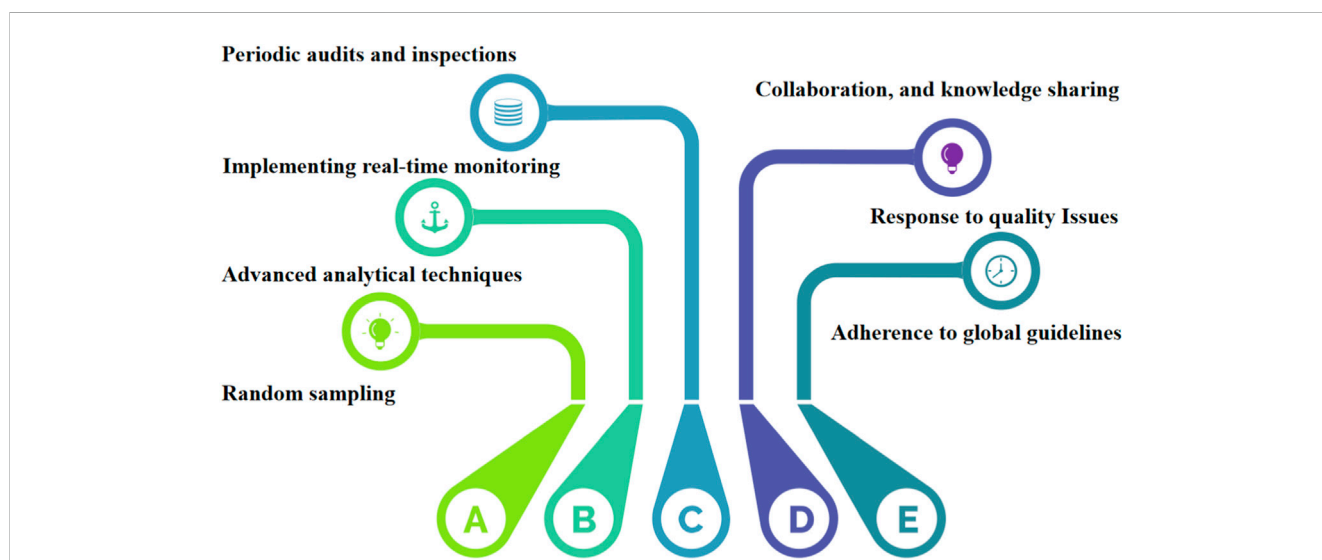 Periodic audits and inspections
Collaboration, and knowledge sharing
Implementing real-time monitoring
Response to quality Issues
Advanced analytical techniques
Adherence to global guidelines
Random sampling
A
B
C
D
E